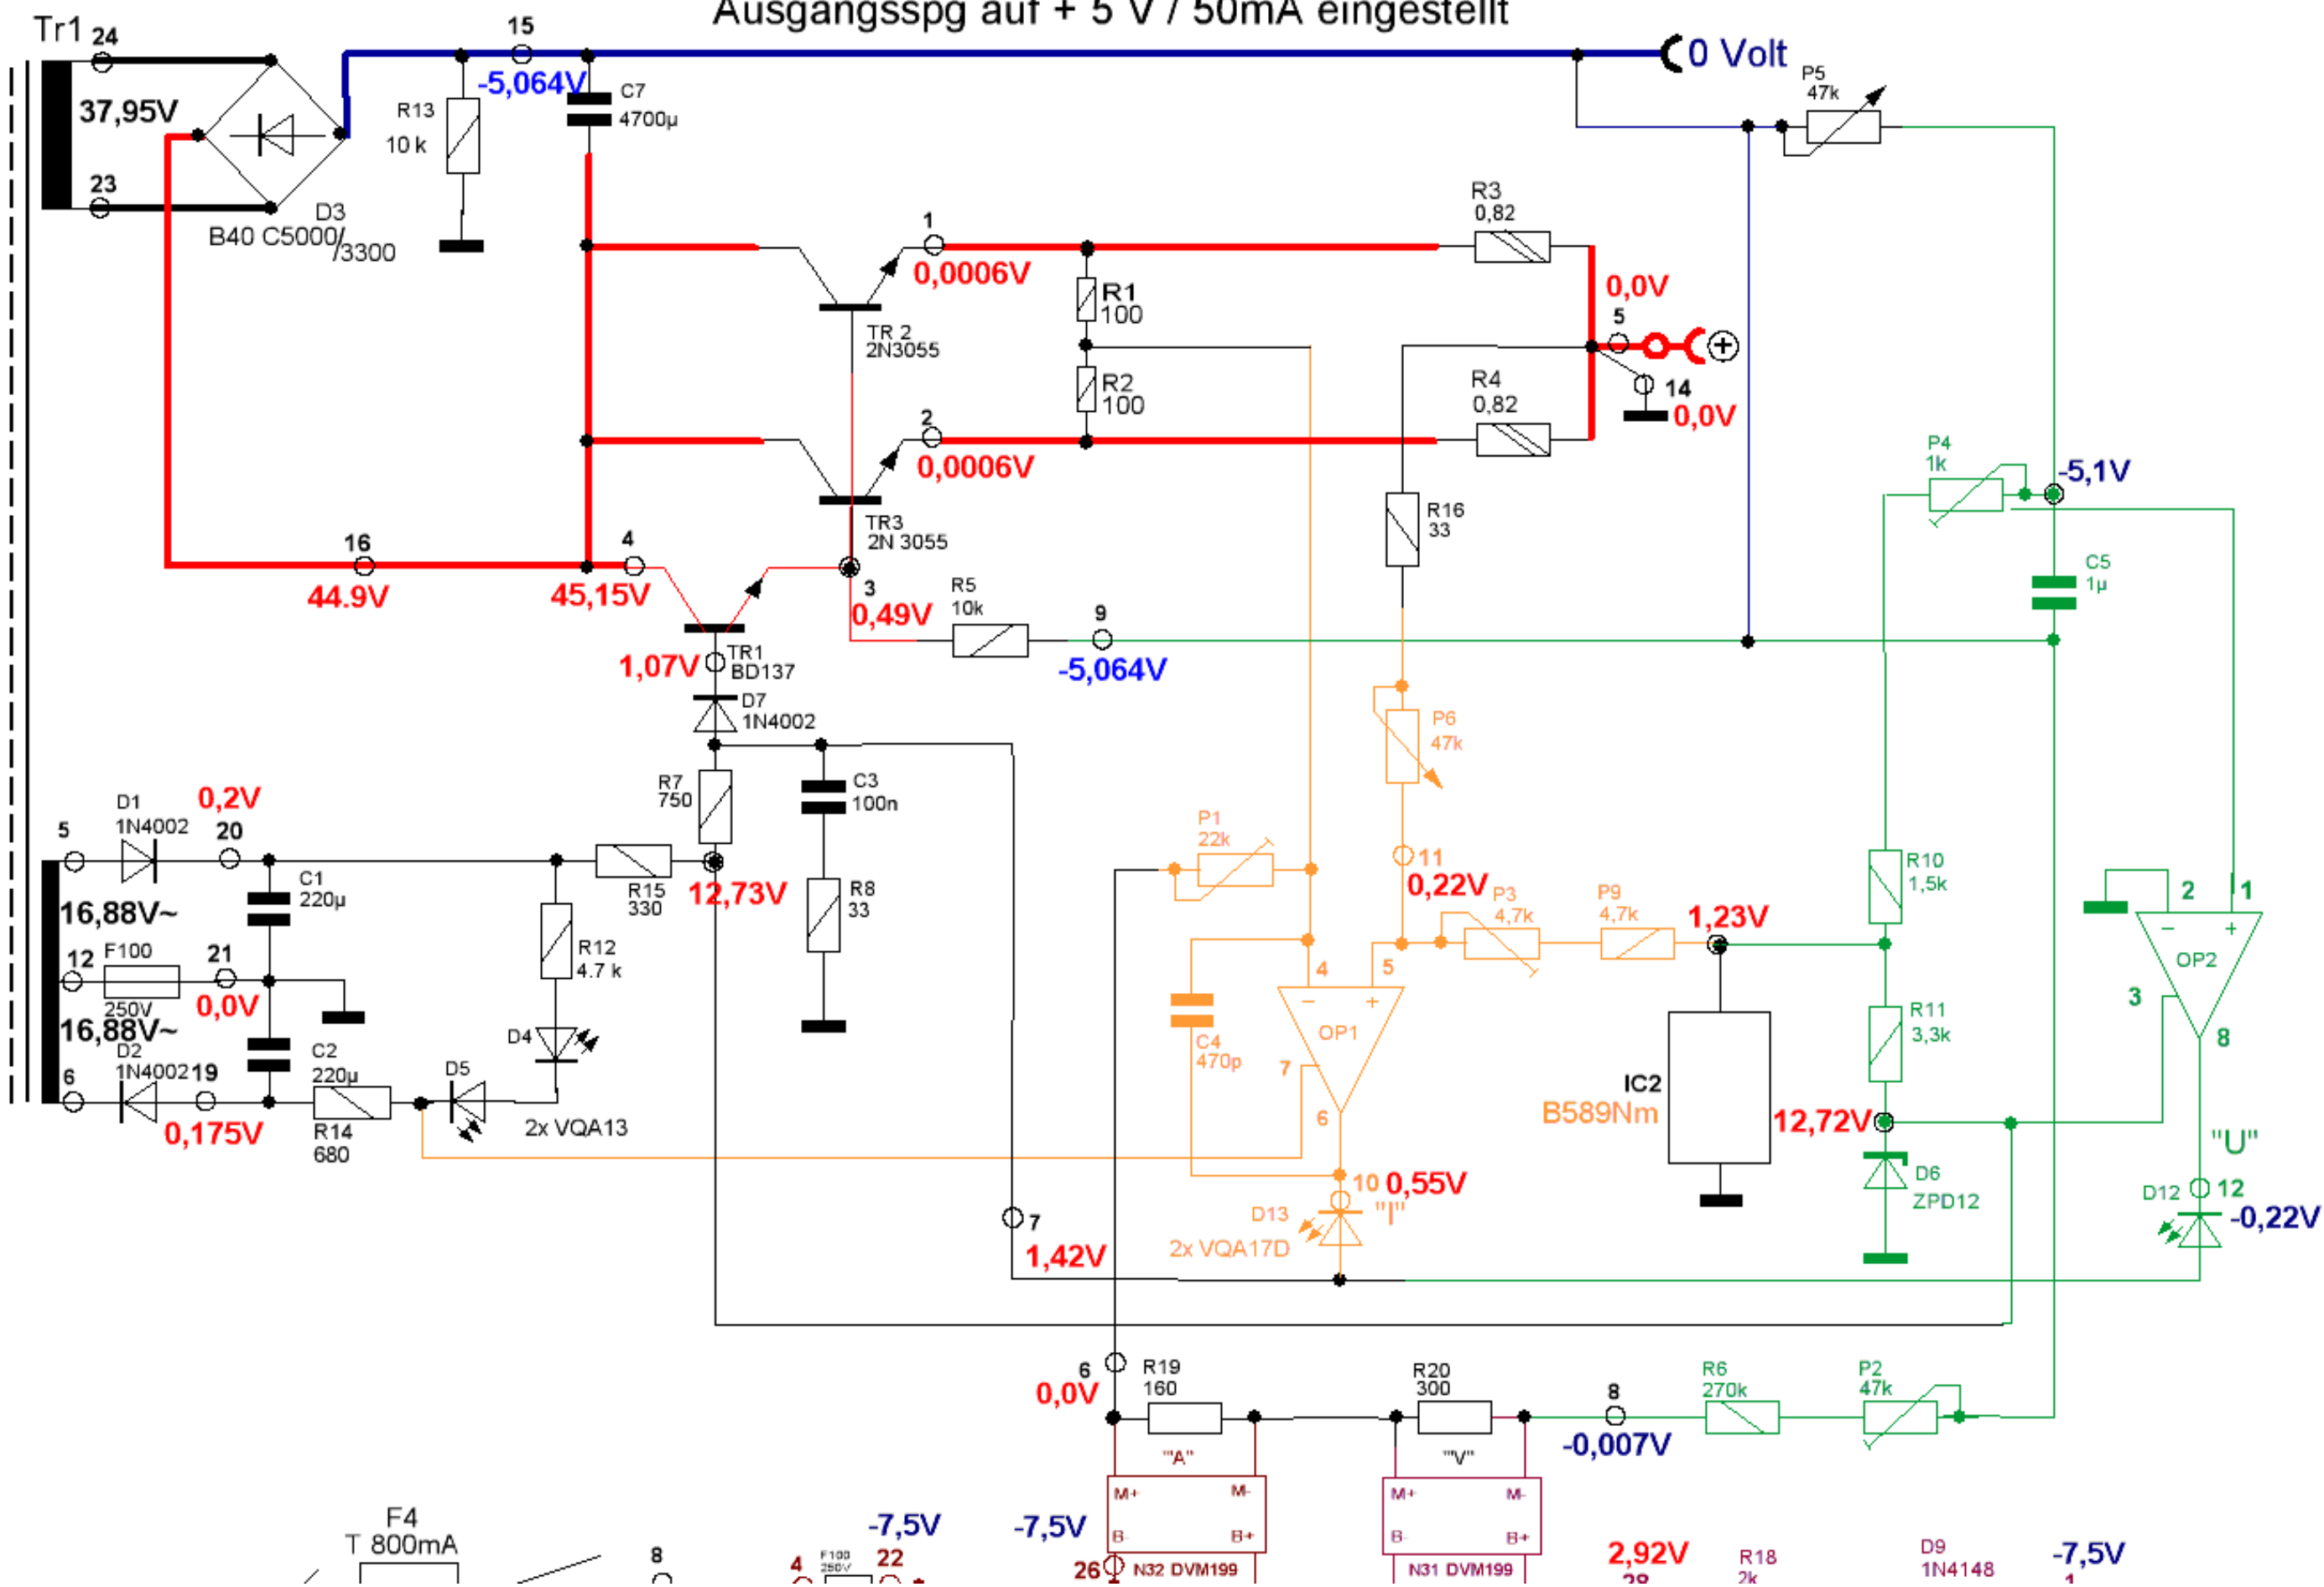 Ausgangsspg auf + 5 V / 50mA eingestellt
Tr1
24
15
-5,064V
0 Volt
P5
47k
37,95V
R13
10 k
C7
4700µ
23
D3
B40 C5000/
/3300
1
0,0006V
R3
0,82
0,0V
5
R1
100
TR 2
2N3055
R2
100
14
0,0V
R4
0,82
2
0,0006V
P4
1k
-5,1V
R16
33
TR3
2N 3055
16
44.9V
4
45,15V
3
0,49V
R5
10k
9
-5,064V
C5
1µ
1,07V
TR1
BD137
D7
1N4002
P6
47k
R7
750
C3
100n
D1
1N4002
0,2V
20
5
P1
22k
11
0,22V
P3
4,7k
P9
4,7k
1,23V
R10
1,5k
R15
330
12,73V
R8
33
C1
220µ
16,88V~
2
1
-
+
OP2
3
8
R12
4.7 k
12
F100
250V
21
0,0V
4
5
-
+
OP1
7
6
R11
3,3k
C4
470p
16,88V~
D2
1N4002
19
C2
220µ
D4
D5
6
0,175V
R14
680
2x VQA13
IC2
B589Nm
12,72V
"U"
D6
ZPD12
D12
12
-0,22V
10
0,55V
D13
"I"
2x VQA17D
7
1,42V
6
0,0V
R19
160
R20
300
8
-0,007V
R6
270k
P2
47k
"A"
"V"
M+
M-
B-
B+
M+
M-
B-
B+
F4
T 800mA
8
-7,5V
4
F100
250V
22
-7,5V
26
N32 DVM199
N31 DVM199
2,92V
28
R18
2k
D9
1N4148
-7,5V
1